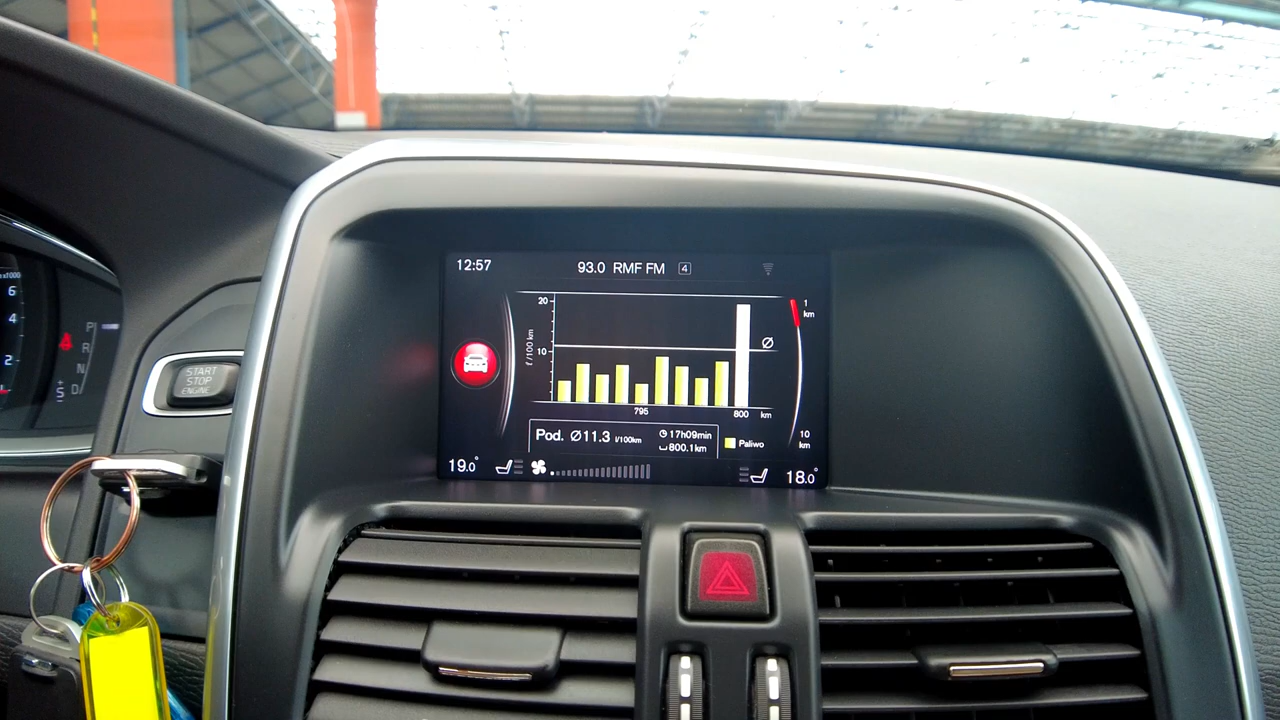 12:57
93.0 RMF FM 4
20
10
f /100 km
795
800 km
Ø
1
km
10
km
Pod. Ø11.3 l/100km
17h09min
800.1km
Paliwo
19.0°
18.0°
START
STOP
ENGINE
x1000
6
4
2
P
R
N
D
+
S
-